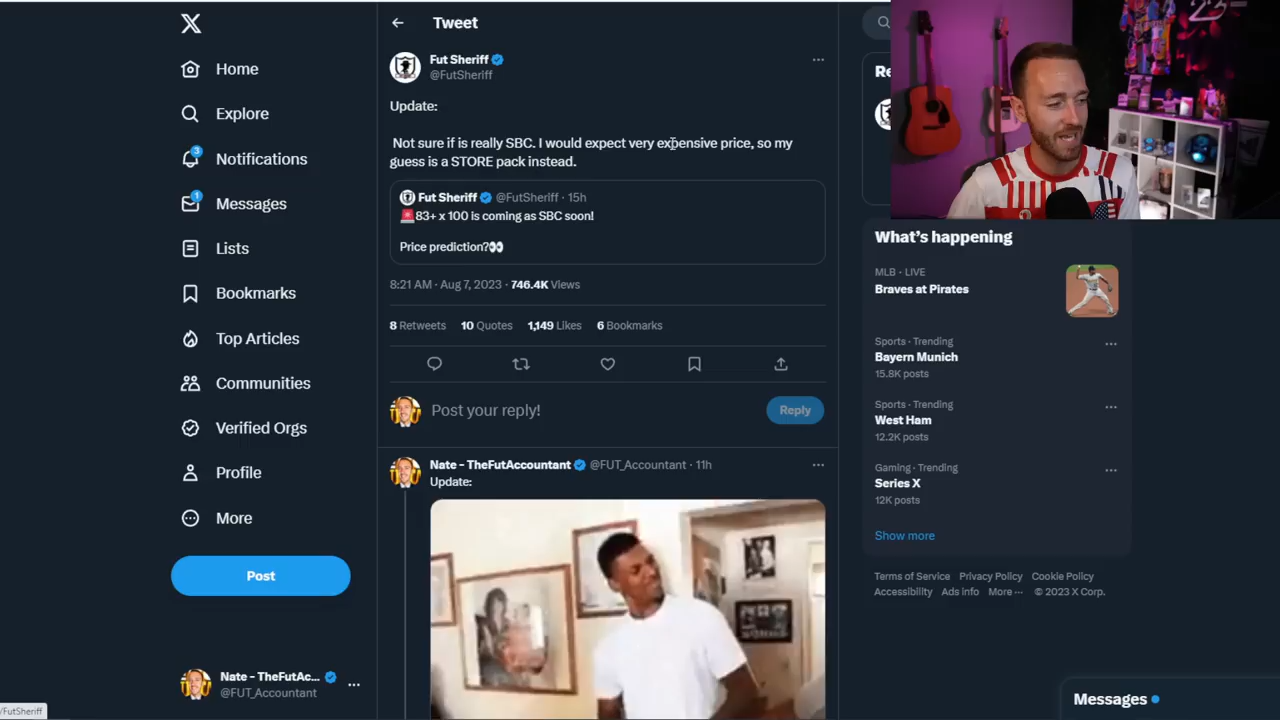 X
Home
Explore
3
Notifications
1
Messages
Lists
Bookmarks
Top Articles
Communities
Verified Orgs
Profile
More
Post
Nate - TheFutAc...
@FUT_Accountant
/FutSheriff
Tweet
Fut Sheriff
@FutSheriff
Update:
Not sure if is really SBC. I would expect very expensive price, so my
guess is a STORE pack instead.
Fut Sheriff @FutSheriff · 15h
🚨83+ x 100 is coming as SBC soon!
Price prediction?👀
8:21 AM · Aug 7, 2023 · 746.4K Views
8 Retweets 10 Quotes 1,149 Likes 6 Bookmarks
Post your reply!
Reply
Nate - TheFutAccountant @FUT_Accountant · 11h
Update:
Re
23
What's happening
MLB · LIVE
Braves at Pirates
Sports · Trending
Bayern Munich
15.8K posts
Sports · Trending
West Ham
12.2K posts
Gaming · Trending
Series X
12K posts
Show more
Terms of Service Privacy Policy Cookie Policy
Accessibility Ads info More ··· © 2023 X Corp.
Messages